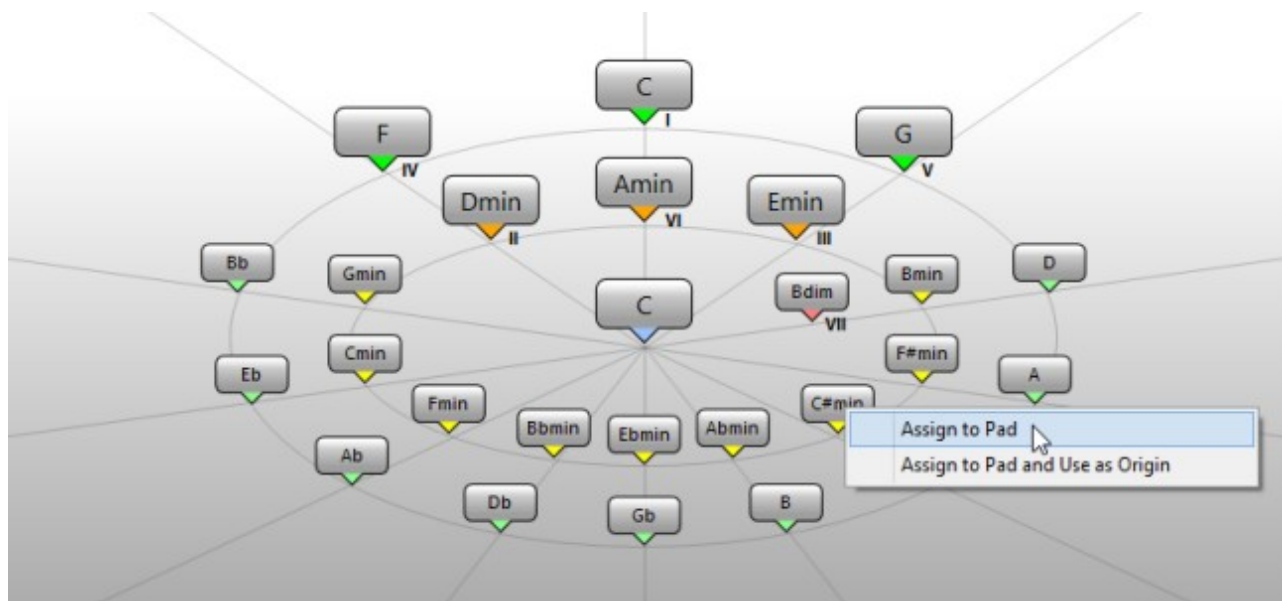 C
I
F
IV
G
V
Amin
VI
Dmin
II
Emin
III
Bb
Gmin
Bmin
D
Bdim
VII
C
Eb
Cmin
F#min
A
Fmin
C#min
Bbmin
Ebmin
Abmin
Assign to Pad
Ab
Assign to Pad and Use as Origin
Db
Gb
B